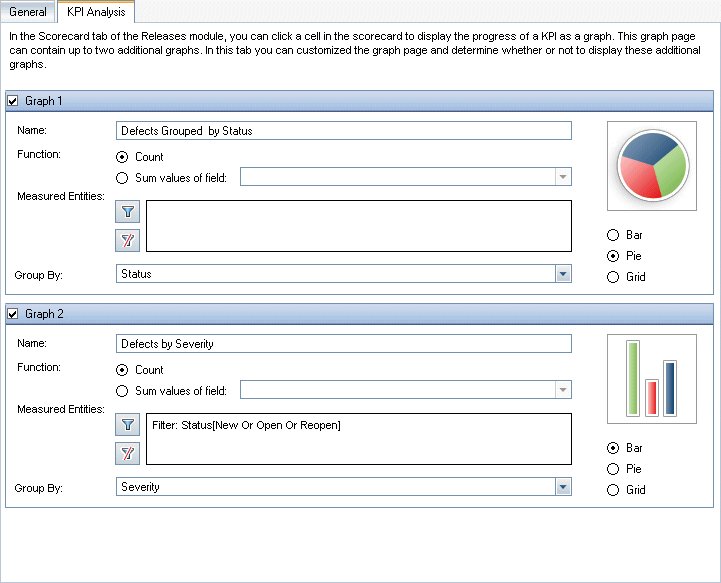 General KPI Analysis
In the Scorecard tab of the Releases module, you can click a cell in the scorecard to display the progress of a KPI as a graph. This graph page
can contain up to two additional graphs. In this tab you can customized the graph page and determine whether or not to display these additional
graphs.
Graph 1
Name: Defects Grouped by Status
Function: Count
Sum values of field:
Measured Entities:
Bar
Pie
Group By: Status
Grid
Graph 2
Name: Defects by Severity
Function: Count
Sum values of field:
Measured Entities:
Filter: Status[New Or Open Or Reopen]
Bar
Pie
Group By: Severity
Grid